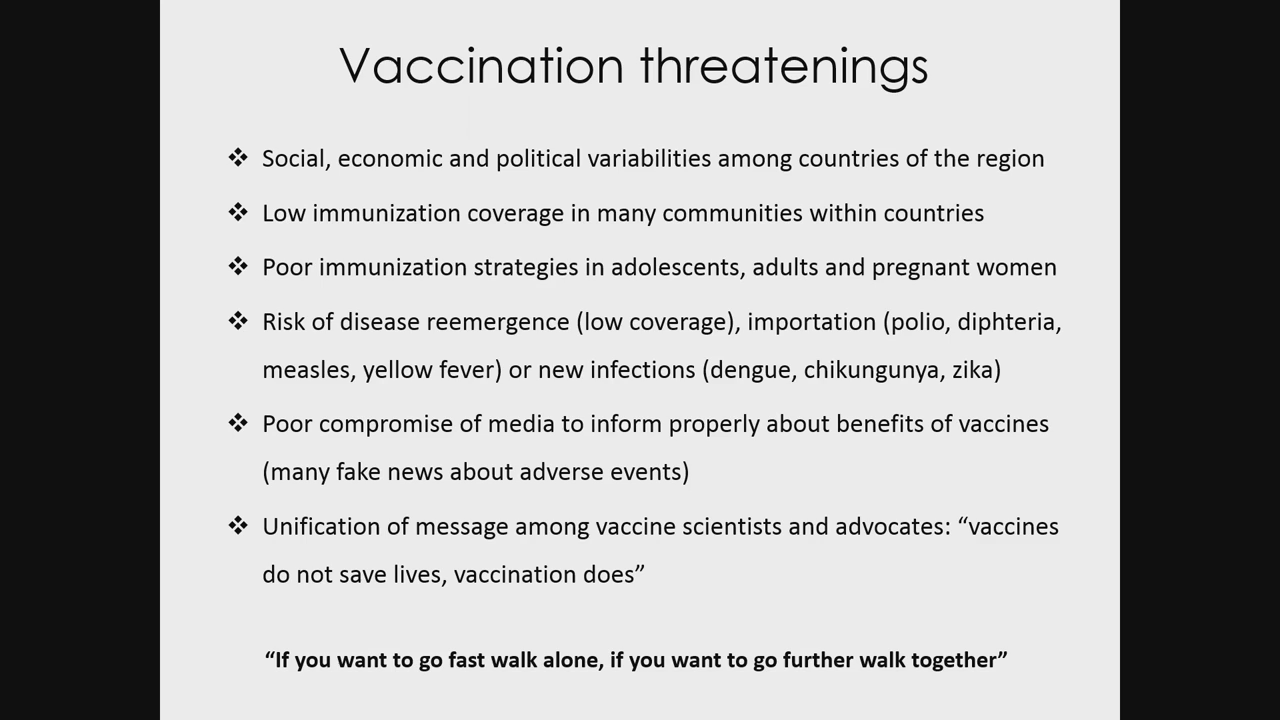 Vaccination threatenings
❖ Social, economic and political variabilities among countries of the region
❖ Low immunization coverage in many communities within countries
❖ Poor immunization strategies in adolescents, adults and pregnant women
❖ Risk of disease reemergence (low coverage), importation (polio, diphteria,
measles, yellow fever) or new infections (dengue, chikungunya, zika)
❖ Poor compromise of media to inform properly about benefits of vaccines
(many fake news about adverse events)
❖ Unification of message among vaccine scientists and advocates: “vaccines
do not save lives, vaccination does”
“If you want to go fast walk alone, if you want to go further walk together”